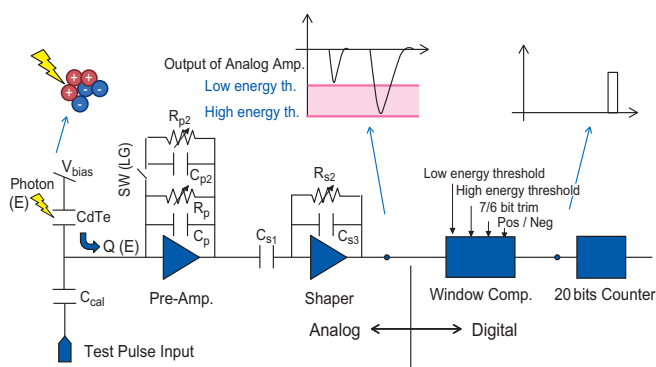 Output of Analog Amp.
Low energy th.
High energy th.
+
+
+
-
-
-
Rp2
Cp2
SW (LG)
Rp
Cp
Vbias
Photon
(E)
CdTe
Q (E)
Ccal
Test Pulse Input
Pre-Amp.
Cs1
Rs2
Cs3
Shaper
Low energy threshold
High energy threshold
7/6 bit trim
Pos / Neg
Window Comp.
20 bits Counter
Analog
Digital